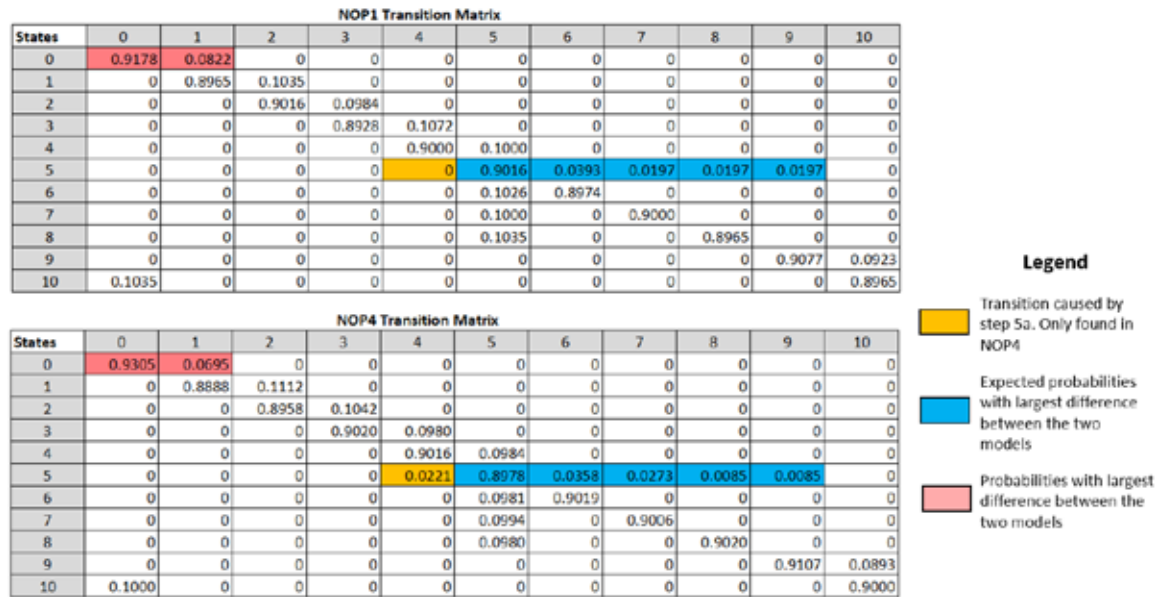 NOP1 Transition Matrix
States 0 1 2 3 4 5 6 7 8 9 10
0 0.9178 0.0822 0 0 0 0 0 0 0 0 0
1 0 0.8965 0.1035 0 0 0 0 0 0 0 0
2 0 0 0.9016 0.0984 0 0 0 0 0 0 0
3 0 0 0 0.8928 0.1072 0 0 0 0 0 0
4 0 0 0 0 0.9000 0.1000 0 0 0 0 0
5 0 0 0 0 0 0.9016 0.0393 0.0197 0.0197 0.0197 0
6 0 0 0 0 0 0.1026 0.8974 0 0 0 0
7 0 0 0 0 0 0.1000 0 0.9000 0 0 0
8 0 0 0 0 0 0.1035 0 0 0.8965 0 0
9 0 0 0 0 0 0 0 0 0 0.9077 0.0923
10 0.1035 0 0 0 0 0 0 0 0 0 0.8965
NOP4 Transition Matrix
States 0 1 2 3 4 5 6 7 8 9 10
0 0.9305 0.0695 0 0 0 0 0 0 0 0 0
1 0 0.8888 0.1112 0 0 0 0 0 0 0 0
2 0 0 0.8958 0.1042 0 0 0 0 0 0 0
3 0 0 0 0.9020 0.0980 0 0 0 0 0 0
4 0 0 0 0 0.9016 0.0984 0 0 0 0 0
5 0 0 0 0 0.0221 0.8978 0.0358 0.0273 0.0085 0.0085 0
6 0 0 0 0 0 0.0981 0.9019 0 0 0 0
7 0 0 0 0 0 0.0994 0 0.9006 0 0 0
8 0 0 0 0 0 0.0980 0 0 0.9020 0 0
9 0 0 0 0 0 0 0 0 0 0.9107 0.0893
10 0.1000 0 0 0 0 0 0 0 0 0 0.9000
Legend
Transition caused by
step 5a. Only found in
NOP4
Expected probabilities
with largest difference
between the two
models
Probabilities with largest
difference between the
two models